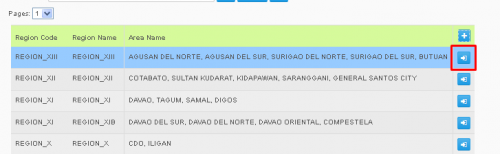 Pages: 1
Region Code Region Name Area Name
REGION_XIII REGION_XIII AGUSAN DEL NORTE, AGUSAN DEL SUR, SURIGAO DEL NORTE, SURIGAO DEL SUR, BUTUAN
REGION_XII REGION_XII COTABATO, SULTAN KUDARAT, KIDAPAWAN, SARANGGANI, GENERAL SANTOS CITY
REGION_XI REGION_XI DAVAO, TAGUM, SAMAL, DIGOS
REGION_XI REGION_XIB DAVAO DEL SUR, DAVAO DEL NORTE, DAVAO ORIENTAL, COMPESTELA
REGION_X REGION_X CDO, ILIGAN